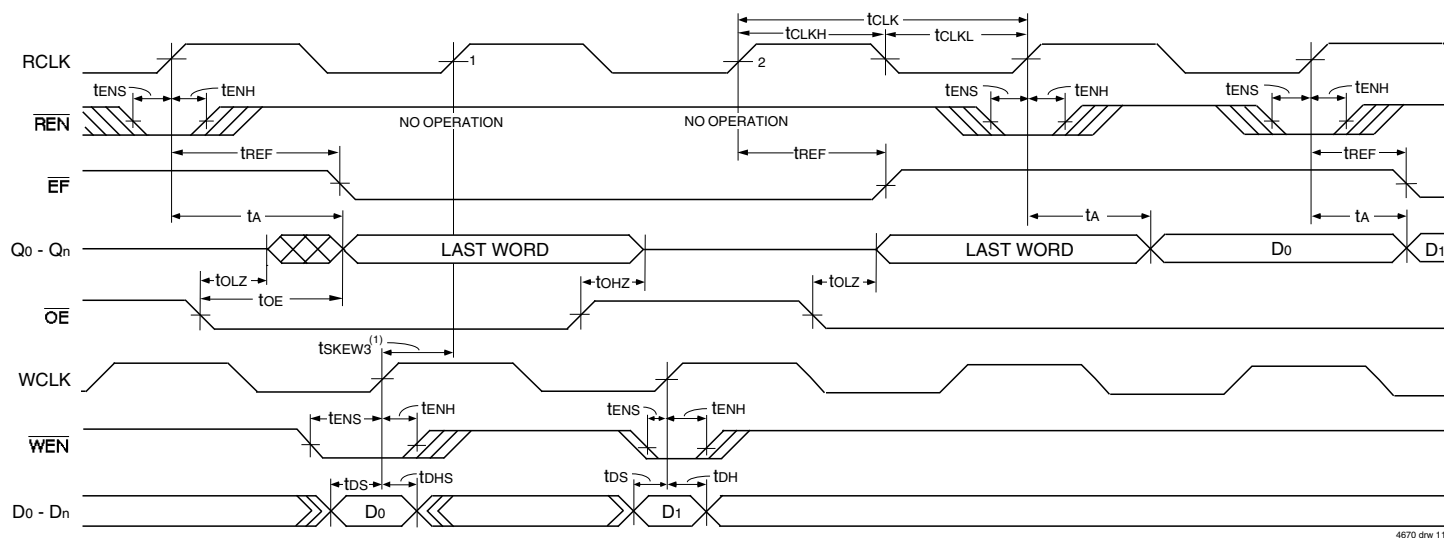 tCLK
tCLKH tCLKL
RCLK 1 2
tENS tENH tENS tENH tENS tENH
REN NO OPERATION NO OPERATION
tREF tREF tREF
EF
tA tA tA
Q0 - Qn LAST WORD LAST WORD D0 D1
tOLZ tOHZ tOLZ
tOE
OE
tSKEW3(1)
WCLK
tENS tENH tENS tENH
WEN
tDS tDHS tDS tDH
D0 - Dn D0 D1
4670 drw 11